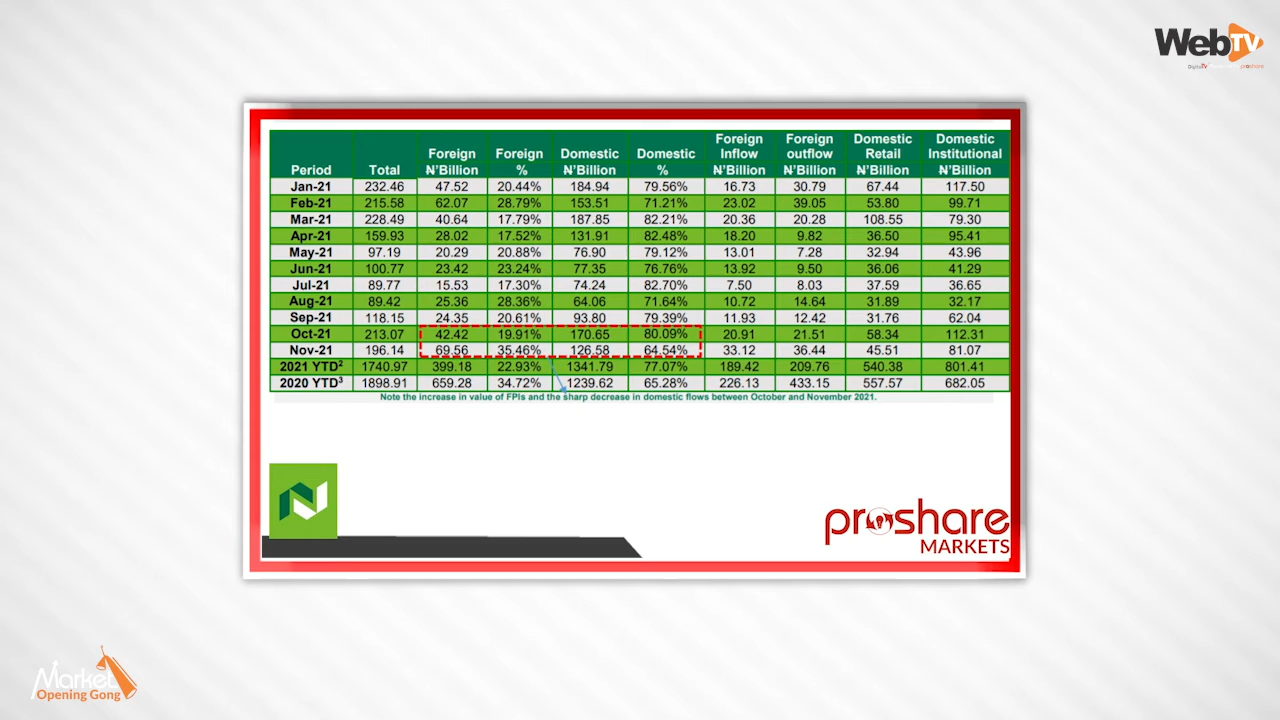 WebTV
Foreign Foreign Domestic Domestic
Period Total Foreign Foreign Domestic Domestic Inflow outflow Retail Institutional
₦'Billion % ₦'Billion % ₦'Billion ₦'Billion ₦'Billion ₦'Billion
Jan-21 232.46 47.52 20.44% 184.94 79.56% 16.73 30.79 67.44 117.50
Feb-21 215.58 62.07 28.79% 153.51 71.21% 23.02 39.05 53.80 99.71
Mar-21 228.49 40.64 17.79% 187.85 82.21% 20.36 20.28 108.55 79.30
Apr-21 159.93 28.02 17.52% 131.91 82.48% 18.20 9.82 36.50 95.41
May-21 97.19 20.29 20.88% 76.90 79.12% 13.01 7.28 32.94 43.96
Jun-21 100.77 23.42 23.24% 77.35 76.76% 13.92 9.50 36.06 41.29
Jul-21 89.77 15.53 17.30% 74.24 82.70% 7.50 8.03 37.59 36.65
Aug-21 89.42 25.36 28.36% 64.06 71.64% 10.72 14.64 31.89 32.17
Sep-21 118.15 24.35 20.61% 93.80 79.39% 11.93 12.42 31.76 62.04
Oct-21 213.07 42.42 19.91% 170.65 80.09% 20.91 21.51 58.34 112.31
Nov-21 196.14 69.56 35.46% 126.58 64.54% 33.12 36.44 45.51 81.07
2021 YTD² 1740.97 399.18 22.93% 1341.79 77.07% 189.42 209.76 540.38 801.41
2020 YTD³ 1898.91 659.28 34.72% 1239.62 65.28% 226.13 433.15 557.57 682.05
Note the increase in value of FPIs and the sharp decrease in domestic flows between October and November 2021.
proshare
MARKETS
Market
Opening Gong